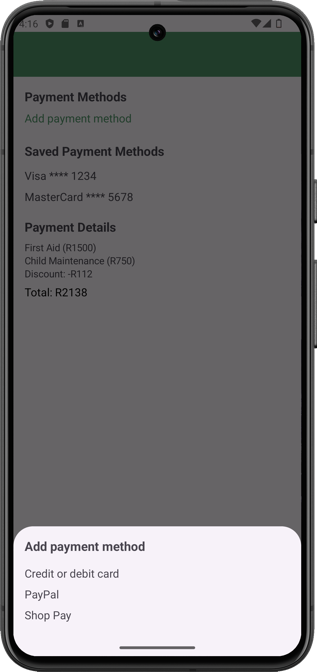 4:16
Payment Methods
Add payment method
Saved Payment Methods
Visa **** 1234
MasterCard **** 5678
Payment Details
First Aid (R1500)
Child Maintenance (R750)
Discount: -R112
Total: R2138
Add payment method
Credit or debit card
PayPal
Shop Pay